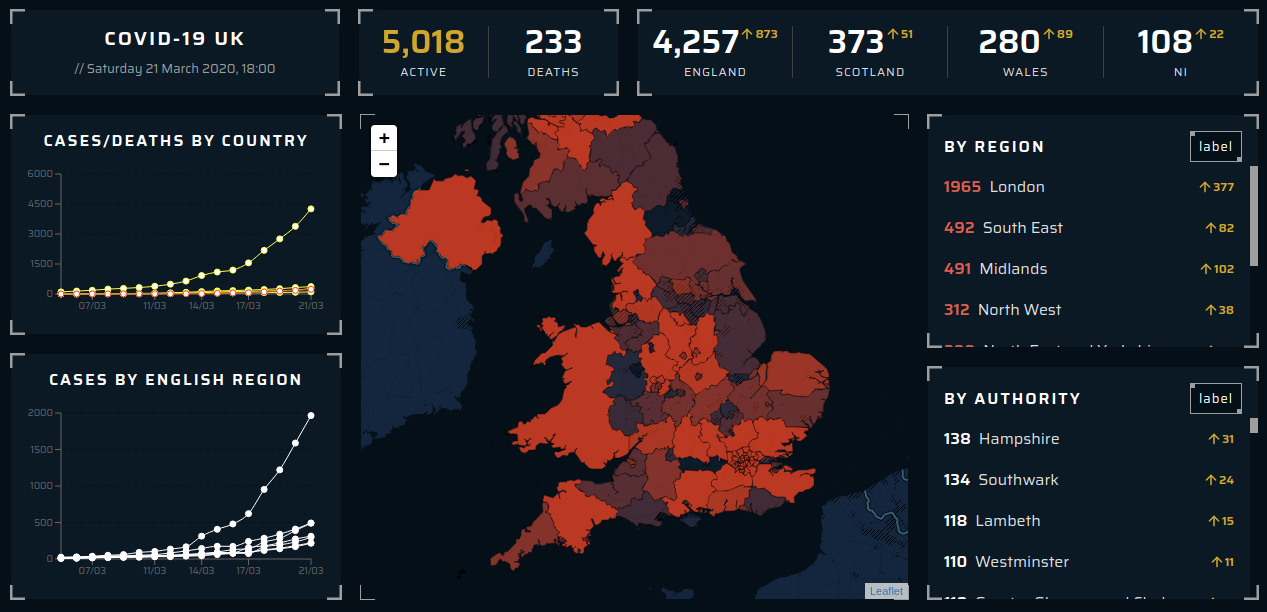 COVID-19 UK
// Saturday 21 March 2020, 18:00
5,018
ACTIVE
233
DEATHS
4,257 ↑ 873
ENGLAND
373 ↑ 51
SCOTLAND
280 ↑ 89
WALES
108 ↑ 22
NI
CASES/DEATHS BY COUNTRY
6000
4500
3000
1500
0
07/03 11/03 14/03 17/03 21/03
CASES BY ENGLISH REGION
2000
1500
1000
500
0
07/03 11/03 14/03 17/03 21/03
+
−
Leaflet
BY REGION
label
1965 London ↑ 377
492 South East ↑ 82
491 Midlands ↑ 102
312 North West ↑ 38
BY AUTHORITY
label
138 Hampshire ↑ 31
134 Southwark ↑ 24
118 Lambeth ↑ 15
110 Westminster ↑ 11